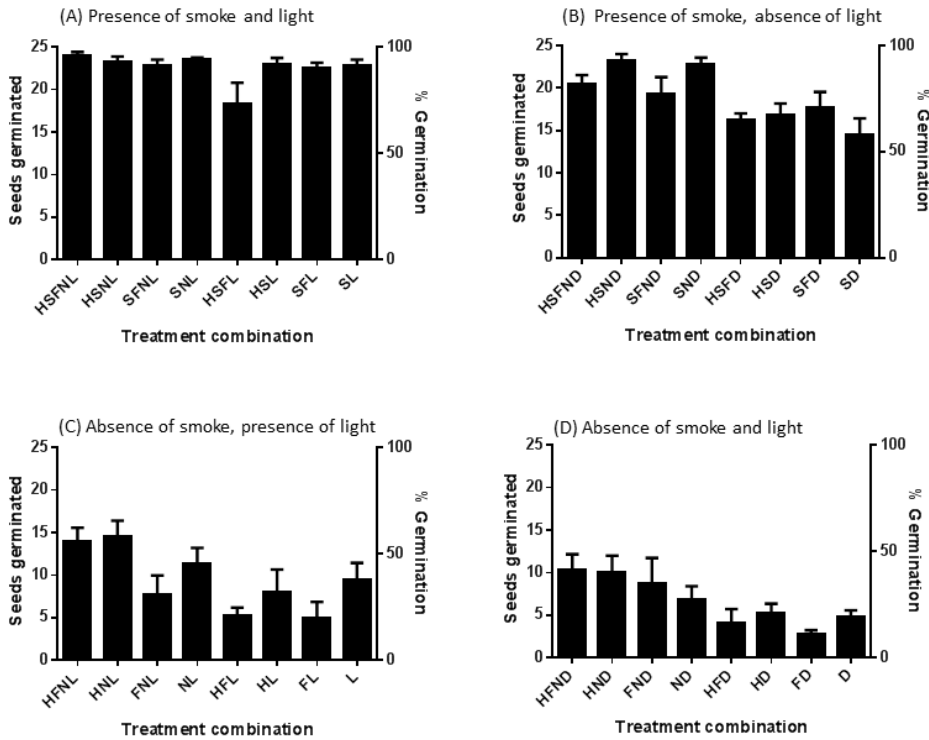 (A) Presence of smoke and light
Seeds germinated
25
20
15
10
5
0
100
50
0
% Germination
HSFNL
HSNL
SFNL
SNL
HSFL
HSL
SFL
SL
Treatment combination
(B) Presence of smoke, absence of light
Seeds germinated
25
20
15
10
5
0
100
50
0
% Germination
HSFND
HSND
SFND
SND
HSFD
HSD
SFD
SD
Treatment combination
(C) Absence of smoke, presence of light
Seeds germinated
25
20
15
10
5
0
100
50
0
% Germination
HFNL
HNL
FNL
NL
HFL
HL
FL
L
Treatment combination
(D) Absence of smoke and light
Seeds germinated
25
20
15
10
5
0
100
50
0
% Germination
HFND
HND
FND
ND
HFD
HD
FD
D
Treatment combination